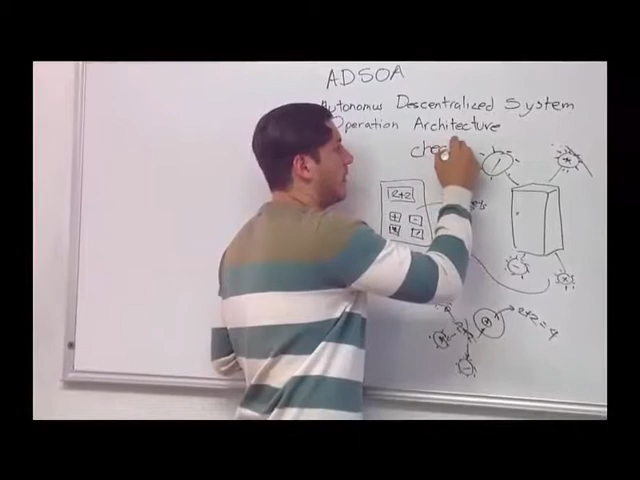 ADSOA
Autonomus Descentralized System
Operation Architecture
2+2
+ -
2+2=4